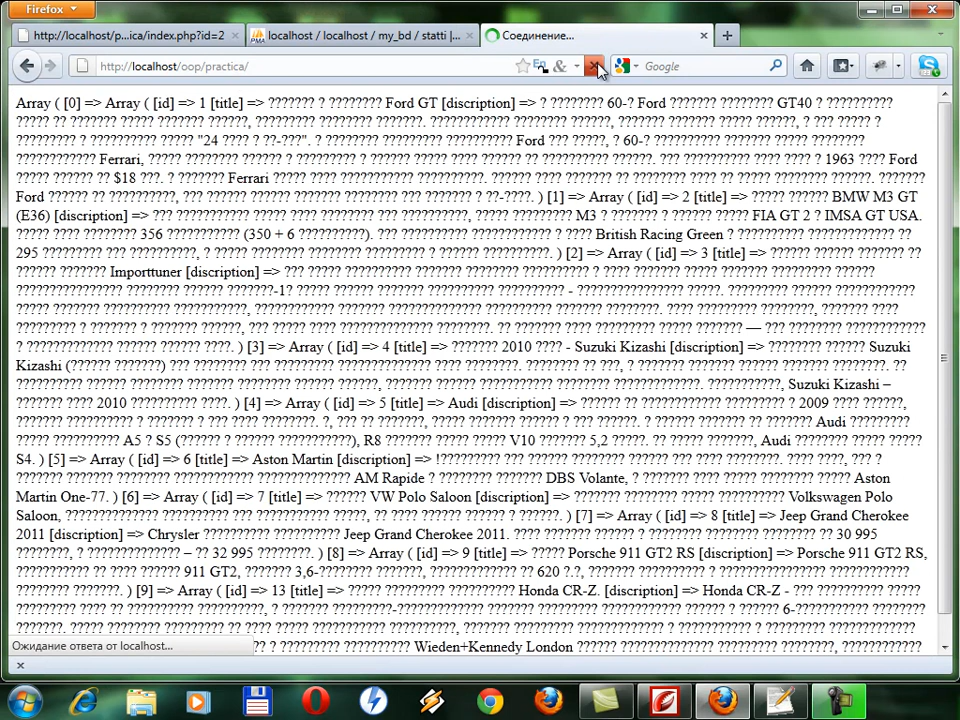 Firefox
http://localhost/p...ica/index.php?id=2
localhost / localhost / my_bd / statti |...
Соединение...
http://localhost/oop/practica/
Google
Array ( [0] => Array ( [id] => 1 [title] => ??????? ? ???????? Ford GT [discription] => ? ???????? 60-? Ford ??????? ???????? GT40 ? ??????????
????? ?? ??????? ??????? ??????, ????????? ???????? ???????. ???????????? ???????? ??????, ??????? ??????? ????? ??????, ? ??? ????? ?
????????? ? ?????????? ????? "24 ???? ? ??-???". ? ???????? ????????? ?????????? Ford ??? ?????, ? 60-? ???????? ??????? ?????? ????? ????????
???????????? Ferrari, ????? ???????? ?????? ? ????????? ? ????? ???? ?????? ?? ?????????? ??????. ??? ????????? ???? ???? ? 1963 ???? Ford
????? ?????? ?? $18 ???. ? ??????? Ferrari ????? ???? ??????????? ??????????. ?????? ???? ??????? ?? ???????? ???? ?? ????? ???????. ???????
Ford ?????? ?? ??????????, ??? ?????? ?????? ??????? ???????? ??? ??????? ? ??-????. ) [1] => Array ( [id] => 2 [title] => ????? ?????? BMW M3 GT
(E36) [discription] => ??? ??????????? ????? ???? ???????? ??? ??????????, ????? ????????? M3 ? ??????? ? ?????? ????? FIA GT 2 ? IMSA GT USA.
????? ???? ???????? 356 ??????????? (350 + 6 ??????????). ??? ?????????? ??????????? ? ???? British Racing Green ? ?????????? ????????????? ??
295 ????????? ??? ??????????, ? ????? ???????? ???????? ?????? ? ?????? ??????????. ) [2] => Array ( [id] => 3 [title] => ?????? ?????? ??????? ??
?????? ??????? Importtuner [discription] => ??? ????? ?????????? ??????? ???????? ?????????? ? ???? ??????? ????? ??????? ????????? ??????
???????????????? ???????? ?????? ???????-1? ????? ?????? ??????? ?????????? ?????????? - ???????????????? ?????. ????????? ?????? ????????????
?????????? ????????? ???????????, ???????????? ???????? ???????? ??????? ???????? ???????. ???? ????????? ????????, ??????? ????
????????? ? ??????? ? ??????? ??????, ??? ????? ???? ???????????????? ????????. ?? ??????? ???? ????????? ????? ??????? — ??? ???????? ????????????
? ????????????? ?????? ?????? ????. ) [3] => Array ( [id] => 4 [title] => ??????? 2010 ???? - Suzuki Kizashi [discription] => ???????? ?????? Suzuki
Kizashi (??????? ???????) ??? ????????????????? ???? ????????. ???????? ?? ???, ? ?????? ??????? ??????? ??????? ??????? ????????. ??
?????????? ?????? ??????? ???????? ??????? ?????? ??????, ??????? ?????? ??????????? ???????? ?????????????. ???????????, Suzuki Kizashi –
??????? ???? 2010 ?????????? ????. ) [4] => Array ( [id] => 5 [title] => Audi [discription] => ?????? ?? ???????????? ????????? ? 2009 ???? ??????,
????????? ????????? ? ??????? ? ??? ???? ????????. ?, ??? ?? ???????, ????? ???????? ?????? ? ??? ??????. ? ???????? ??????? ?????? Audi ?????????
????? ?????????? A5 ? S5 (?????? ? ?????? ???????????), R8 ??????? ????? ????? V10 ???????? 5,2 ?????. ?? ????? ???????, Audi ???????? ????? ?????
S4. ) [5] => Array ( [id] => 6 [title] => Aston Martin [discription] => !????????? ??? ?????? ???????? ?????? ??? ???? ????????. ???? ????, ??? ?
??????? ???????? ???????? ????????????? AM Rapide ? ???????? ??????? DBS Volante, ? ??????? ???? ??????? ????????? ????? Aston
Martin One-77. ) [6] => Array ( [id] => 7 [title] => ?????? VW Polo Saloon [discription] => ??????? ???????? ????? ?????????? Volkswagen Polo
Saloon, ?????????????? ?????????? ??? ??????????? ?????, ?? ???? ?????? ?????? ? ??????. ) [7] => Array ( [id] => 8 [title] => Jeep Grand Cherokee
2011 [discription] => Chrysler ????????? ?????????? Jeep Grand Cherokee 2011. ???? ?????? ???????? ? ???????? ???????? ?? 30 995
????????, ? ?????????????? – ?? 32 995 ????????. ) [8] => Array ( [id] => 9 [title] => ????? Porsche 911 GT2 RS [discription] => Porsche 911 GT2 RS,
??????????? ?? ???? ?????? 911 GT2, ??????? 3,6-???????? ???????, ???????????? ?? 620 ?.?, ??????? ?????????? ? ??????????? ?????????????
??????? ???????. ) [9] => Array ( [id] => 13 [title] => ????? ?????? ?????????? Honda CR-Z. [discription] => Honda CR-Z - ??? ?????????? ?????
????????? ???? ?? ????????? ??????????, ? ??????? ????????-????????????? ??????? ???????? ????????? ??????? ? ?????? 6-??????????? ????????
???????. ????? ???????? ???????? ?? ???? ????????? ??????????, ??????? ???????? ??????????? ? ?????????? ? ??????? ????? ?????????????
? ????????? ?????????? Wieden+Kennedy London ?????? ?????????????? ?????????, ????????????
Ожидание ответа от localhost...